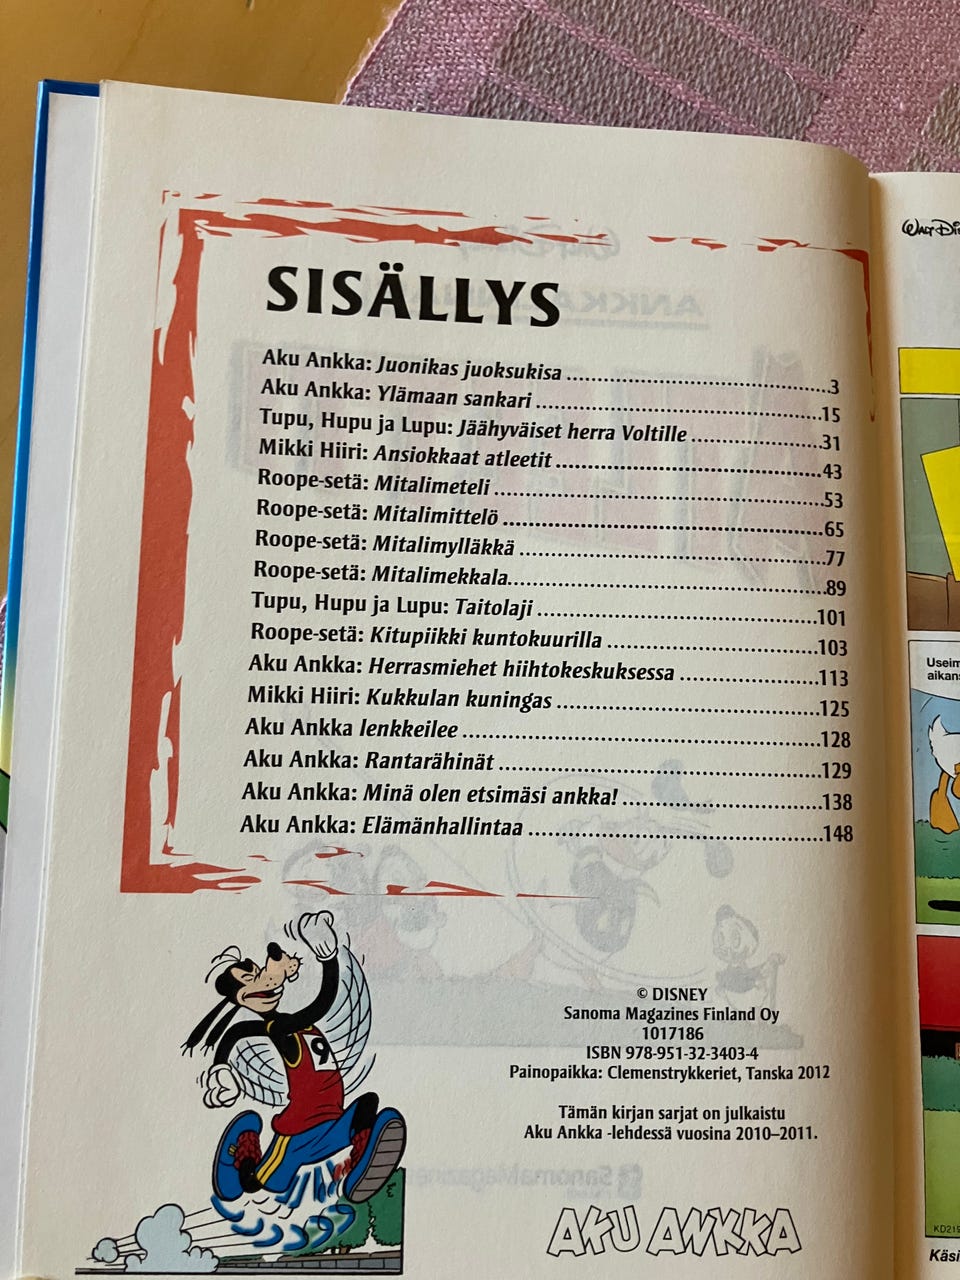 SISÄLLYS
Aku Ankka: Juonikas juoksukisa ........................................3
Aku Ankka: Ylämaan sankari ............................................15
Tupu, Hupu ja Lupu: Jäähyväiset herra Voltille ..................31
Mikki Hiiri: Ansiokkaat atleetit ........................................43
Roope-setä: Mitalimeteli ..................................................53
Roope-setä: Mitalimittelö ..................................................65
Roope-setä: Mitalimylläkkä ..............................................77
Roope-setä: Mitalimekkala................................................89
Tupu, Hupu ja Lupu: Taitolaji ..........................................101
Roope-setä: Kitupiikki kuntokuurilla ................................103
Aku Ankka: Herrasmiehet hiihtokeskuksessa ....................113
Mikki Hiiri: Kukkulan kuningas ........................................125
Aku Ankka lenkkeilee ......................................................128
Aku Ankka: Rantarähinät ..................................................129
Aku Ankka: Minä olen etsimäsi ankka! ..............................138
Aku Ankka: Elämänhallintaa ..............................................148
9
© DISNEY
Sanoma Magazines Finland Oy
1017186
ISBN 978-951-32-3403-4
Painopaikka: Clemenstrykkeriet, Tanska 2012
Tämän kirjan sarjat on julkaistu
Aku Ankka -lehdessä vuosina 2010–2011.
AKU ANKKA
WALT